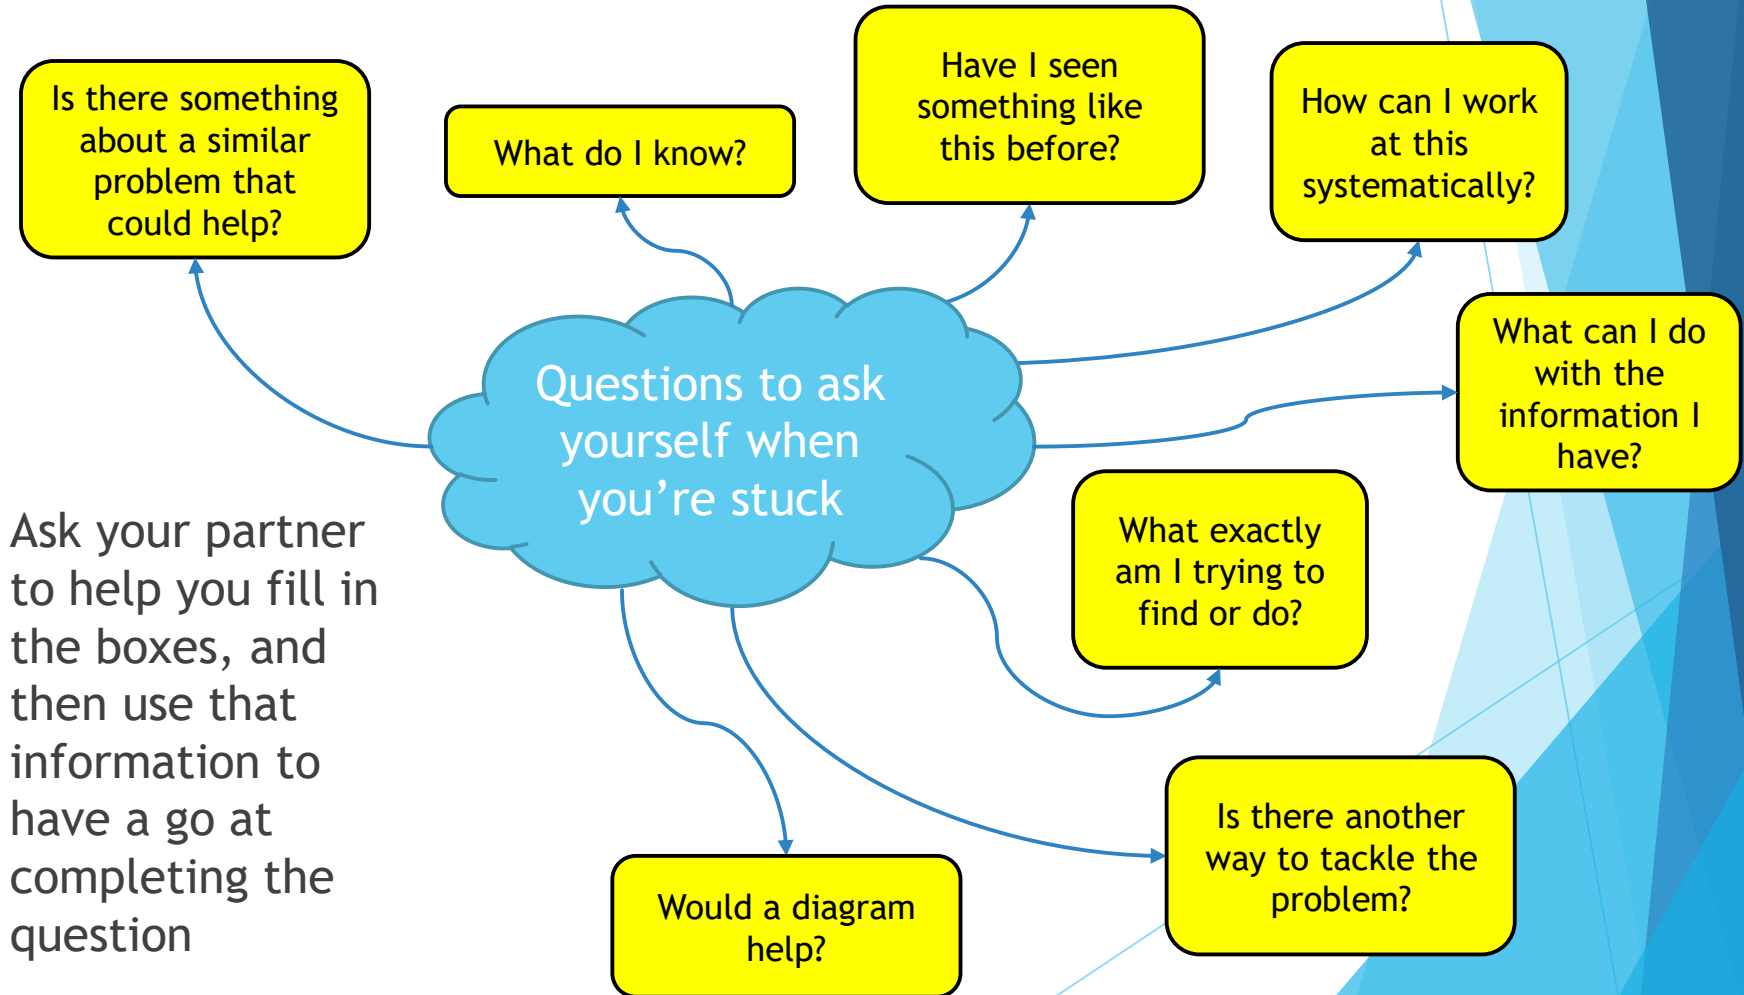 Is there something
about a similar
problem that
could help?
What do I know?
Have I seen
something like
this before?
How can I work
at this
systematically?
What can I do
with the
information I
have?
Questions to ask
yourself when
you’re stuck
What exactly
am I trying to
find or do?
Ask your partner
to help you fill in
the boxes, and
then use that
information to
have a go at
completing the
question
Is there another
way to tackle the
problem?
Would a diagram
help?